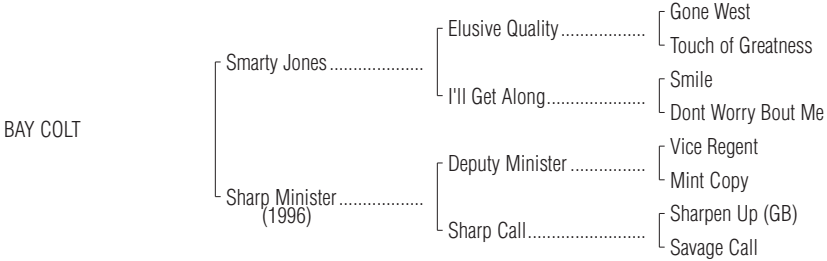 Gone West
Elusive Quality...................
Touch of Greatness
Smarty Jones.....................
Smile
I'll Get Along......................
Dont Worry Bout Me
BAY COLT
Vice Regent
Deputy Minister .................
Mint Copy
Sharp Minister...................
(1996)
Sharpen Up (GB)
Sharp Call...........................
Savage Call